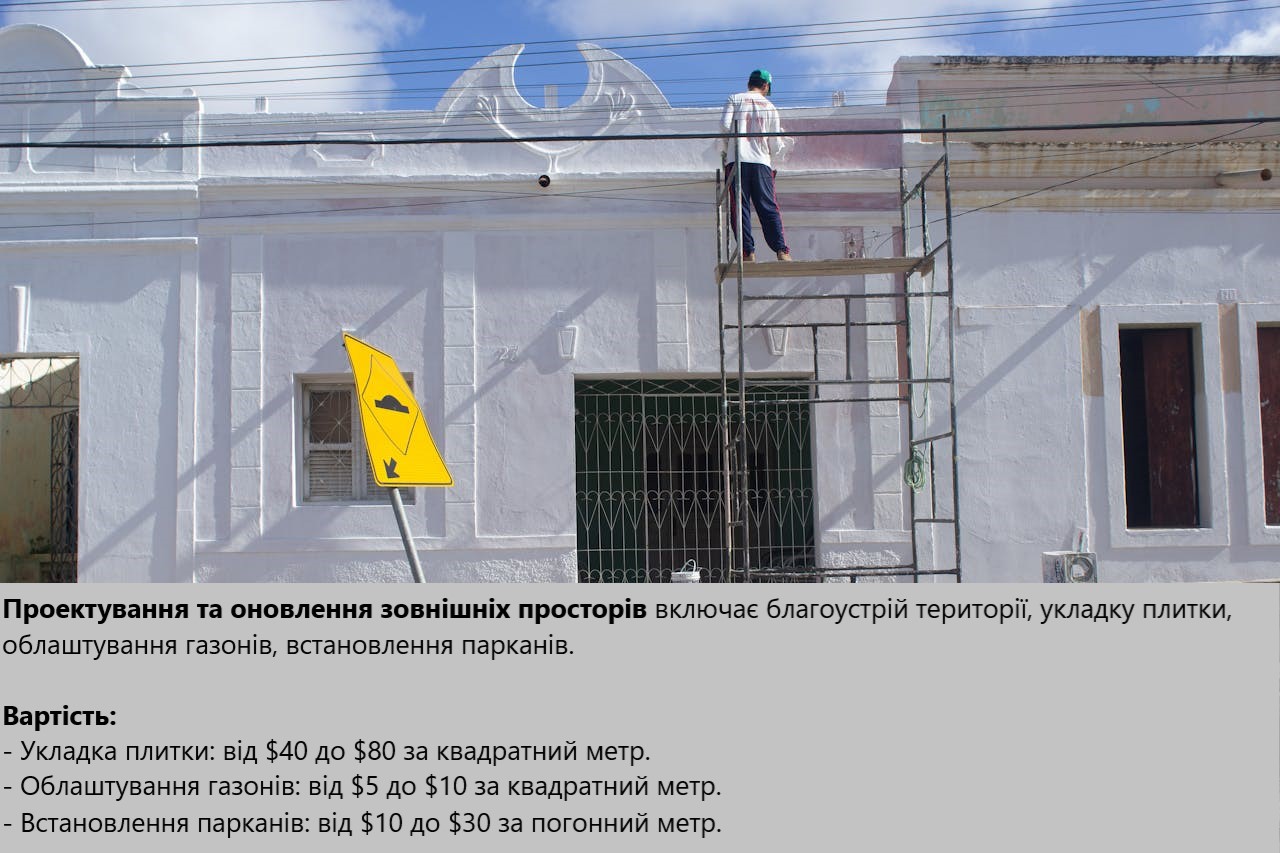 27
Проектування та оновлення зовнішніх просторів включає благоустрій території, укладку плитки,
облаштування газонів, встановлення парканів.
Вартість:
- Укладка плитки: від $40 до $80 за квадратний метр.
- Облаштування газонів: від $5 до $10 за квадратний метр.
- Встановлення парканів: від $10 до $30 за погонний метр.